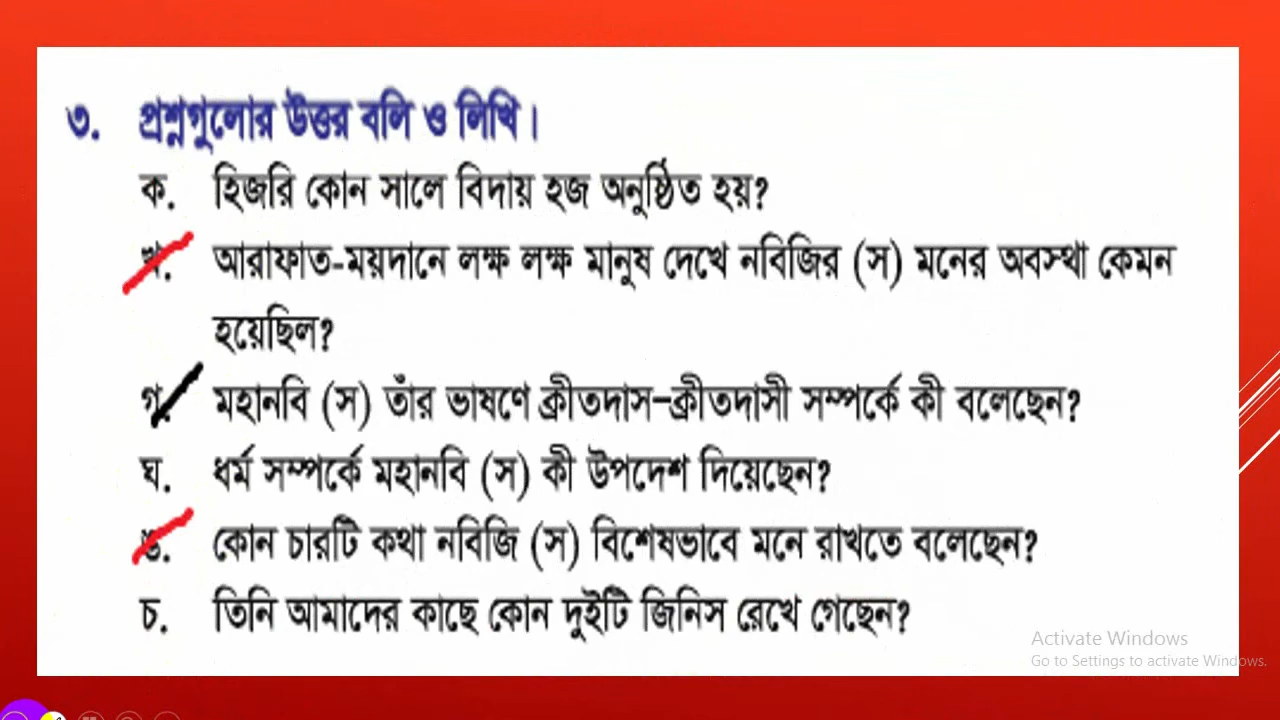 ৩. প্রশ্নগুলোর উত্তর বলি ও লিখি।
ক. হিজরি কোন সালে বিদায় হজ অনুষ্ঠিত হয়?
খ. আরাফাত-ময়দানে লক্ষ লক্ষ মানুষ দেখে নবিজির (স) মনের অবস্থা কেমন
হয়েছিল?
গ. মহানবি (স) তাঁর ভাষণে ক্রীতদাস–ক্রীতদাসী সম্পর্কে কী বলেছেন?
ঘ. ধর্ম সম্পর্কে মহানবি (স) কী উপদেশ দিয়েছেন?
ঙ. কোন চারটি কথা নবিজি (স) বিশেষভাবে মনে রাখতে বলেছেন?
চ. তিনি আমাদের কাছে কোন দুইটি জিনিস রেখে গেছেন?
Activate Windows
Go to Settings to activate Windows.